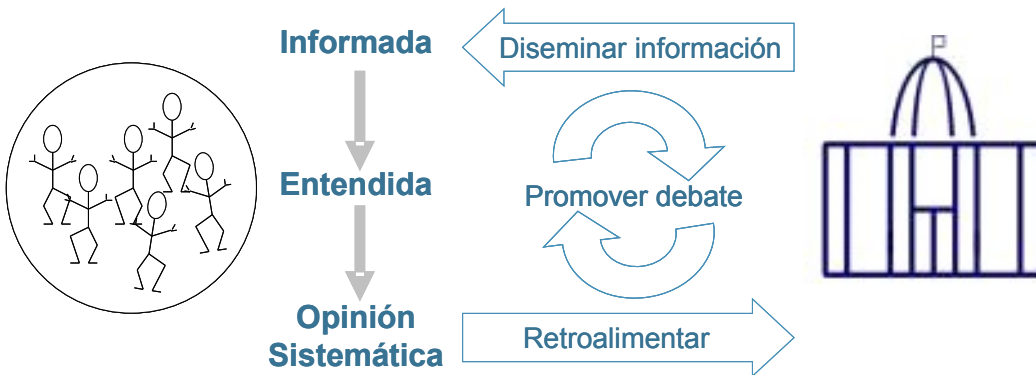 Informada
Diseminar información
Entendida
Promover debate
Opinión
Sistemática
Retroalimentar